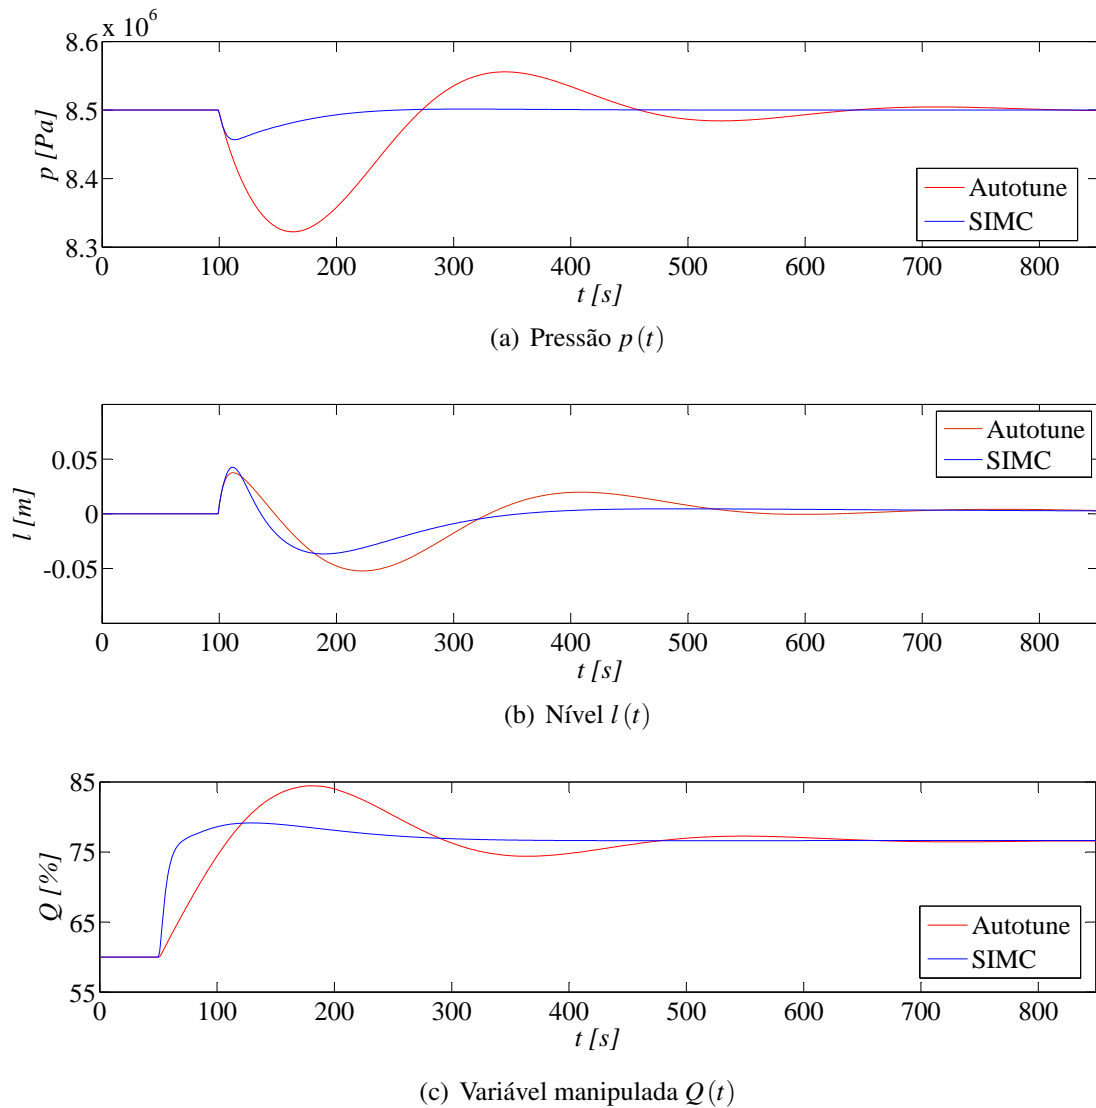 x 10⁶
8.6
8.5
8.4
8.3
p [Pa]
Autotune
SIMC
0 100 200 300 400 500 600 700 800
t [s]
(a) Pressão p(t)
0.05
0
-0.05
l [m]
Autotune
SIMC
0 100 200 300 400 500 600 700 800
t [s]
(b) Nível l(t)
85
75
65
55
Q [%]
Autotune
SIMC
0 100 200 300 400 500 600 700 800
t [s]
(c) Variável manipulada Q(t)